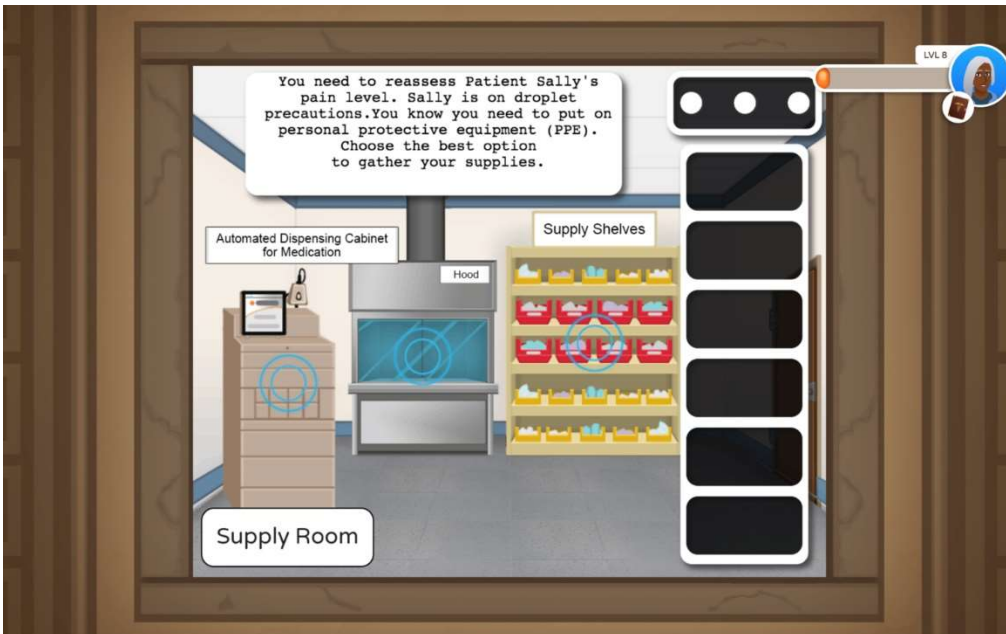 LVL 8
You need to reassess Patient Sally's
pain level. Sally is on droplet
precautions.You know you need to put on
personal protective equipment (PPE).
Choose the best option
to gather your supplies.
Automated Dispensing Cabinet
for Medication
Hood
Supply Shelves
Supply Room